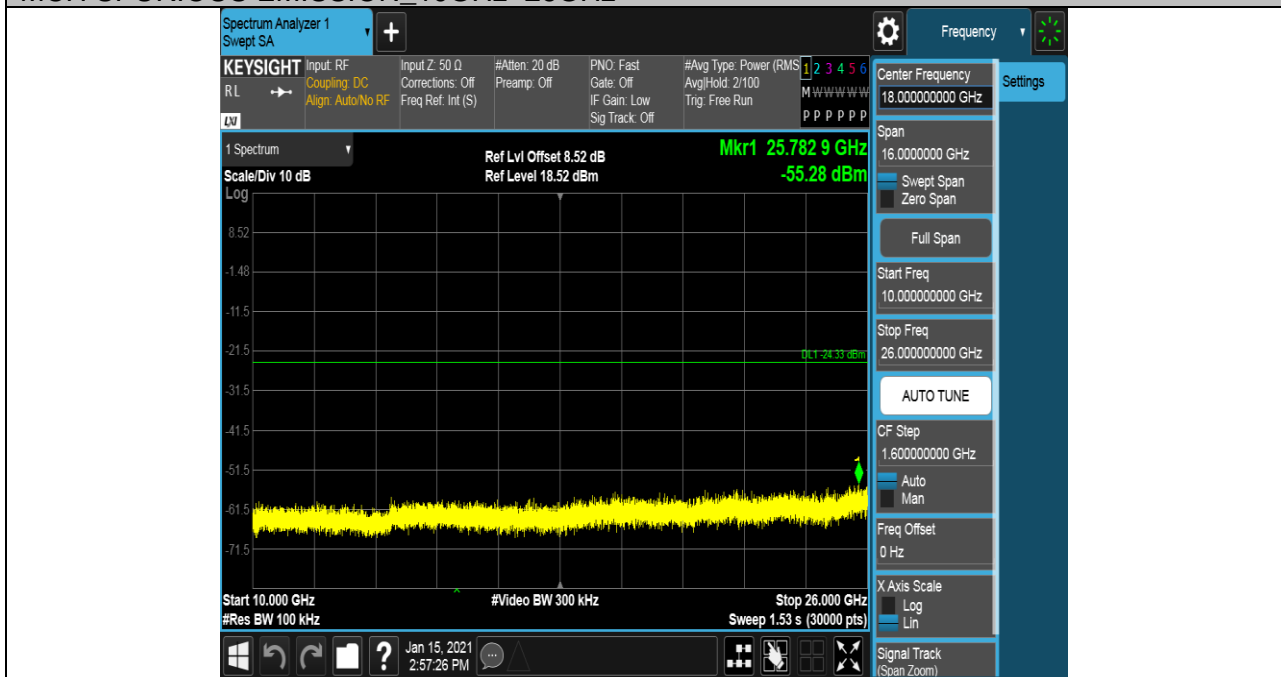 Spectrum Analyzer 1
Swept SA
+
Frequency
KEYSIGHT
RL
LXI
Input: RF
Coupling: DC
Align: Auto/No RF
Input Z: 50 Ω
Corrections: Off
Freq Ref: Int (S)
#Atten: 20 dB
Preamp: Off
PNO: Fast
Gate: Off
IF Gain: Low
Sig Track: Off
#Avg Type: Power (RMS
Avg|Hold: 2/100
Trig: Free Run
1 2 3 4 5 6
M W W W W W
P P P P P P
1 Spectrum
Scale/Div 10 dB
Log
Ref Lvl Offset 8.52 dB
Ref Level 18.52 dBm
Mkr1 25.782 9 GHz
-55.28 dBm
8.52
-1.48
-11.5
-21.5
DL1 -24.33 dBm
-31.5
-41.5
-51.5
1
-61.5
-71.5
Start 10.000 GHz
#Video BW 300 kHz
Stop 26.000 GHz
#Res BW 100 kHz
Sweep 1.53 s (30000 pts)
?
Jan 15, 2021
2:57:26 PM
Center Frequency
18.000000000 GHz
Span
16.0000000 GHz
Swept Span
Zero Span
Full Span
Start Freq
10.000000000 GHz
Stop Freq
26.000000000 GHz
AUTO TUNE
CF Step
1.600000000 GHz
Auto
Man
Freq Offset
0 Hz
X Axis Scale
Log
Lin
Signal Track
(Span Zoom)
Settings